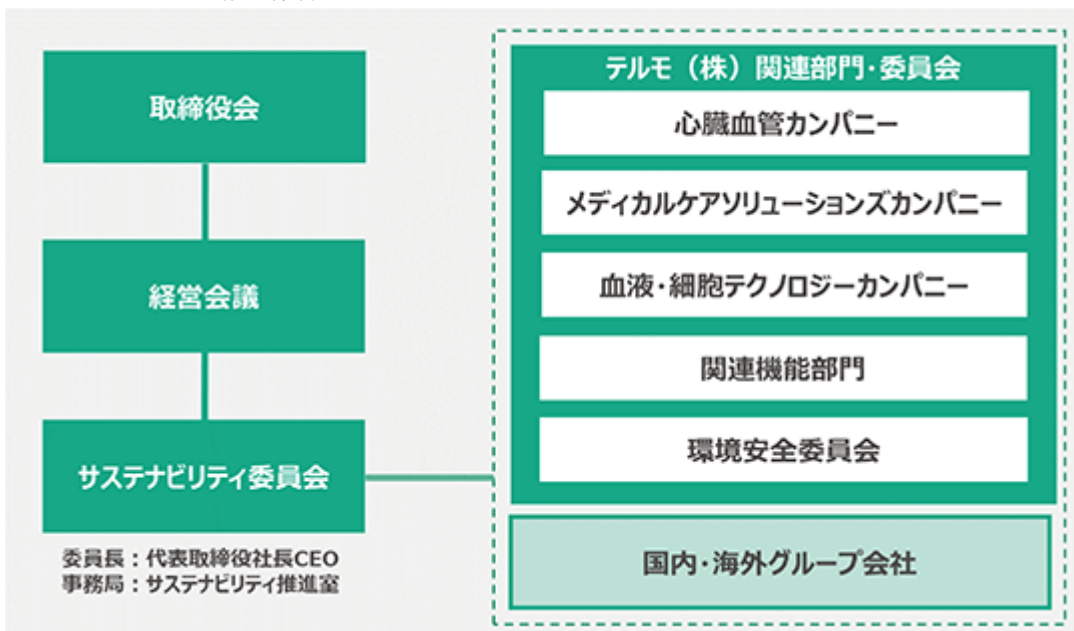 取締役会
経営会議
サステナビリティ委員会
委員長：代表取締役社長CEO
事務局：サステナビリティ推進室
テルモ（株）関連部門・委員会
心臓血管カンパニー
メディカルケアソリューションズカンパニー
血液・細胞テクノロジーカンパニー
関連機能部門
環境安全委員会
国内・海外グループ会社